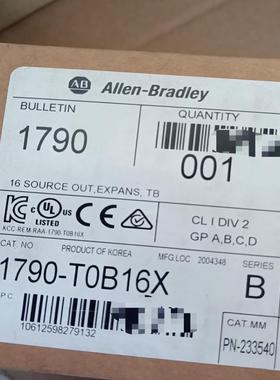 AB Allen-Bradley
BULLETIN
QUANTITY
1790
001
16 SOURCE OUT,EXPANS, TB
UL
LISTED
KCC-REM-RAA-1790-T0B16X
CL I DIV 2
GP A,B,C,D
CAT NO
PRODUCT OF KOREA
MFG LOC 2004348
SERIES
1790-T0B16X
B
10612598279132
CAT.MM
PN-233540